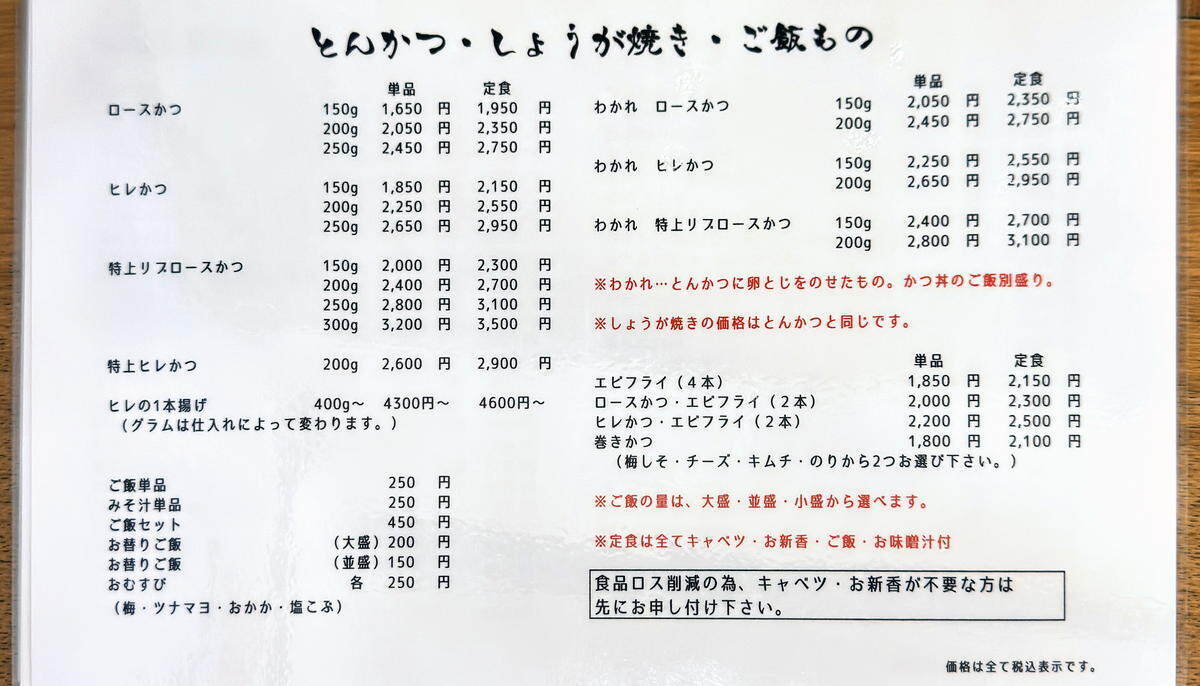 とんかつ・しょうが焼き・ご飯もの
単品 定食
ロースかつ 150g 1,650 円 1,950 円
200g 2,050 円 2,350 円
250g 2,450 円 2,750 円
ヒレかつ 150g 1,850 円 2,150 円
200g 2,250 円 2,550 円
250g 2,650 円 2,950 円
特上リブロースかつ 150g 2,000 円 2,300 円
200g 2,400 円 2,700 円
250g 2,800 円 3,100 円
300g 3,200 円 3,500 円
特上ヒレかつ 200g 2,600 円 2,900 円
ヒレの1本揚げ 400g〜 4300円〜 4600円〜
（グラムは仕入れによって変わります。）
ご飯単品 250 円
みそ汁単品 250 円
ご飯セット 450 円
お替りご飯 （大盛）200 円
お替りご飯 （並盛）150 円
おむすび 各 250 円
（梅・ツナマヨ・おかか・塩こぶ）
単品 定食
わかれ ロースかつ 150g 2,050 円 2,350 円
200g 2,450 円 2,750 円
わかれ ヒレかつ 150g 2,250 円 2,550 円
200g 2,650 円 2,950 円
わかれ 特上リブロースかつ 150g 2,400 円 2,700 円
200g 2,800 円 3,100 円
※わかれ…とんかつに卵とじをのせたもの。かつ丼のご飯別盛り。
※しょうが焼きの価格はとんかつと同じです。
単品 定食
エビフライ（４本） 1,850 円 2,150 円
ロースかつ・エビフライ（２本） 2,000 円 2,300 円
ヒレかつ・エビフライ（２本） 2,200 円 2,500 円
巻きかつ 1,800 円 2,100 円
（梅しそ・チーズ・キムチ・のりから2つお選び下さい。）
※ご飯の量は、大盛・並盛・小盛から選べます。
※定食は全てキャベツ・お新香・ご飯・お味噌汁付
食品ロス削減の為、キャベツ・お新香が不要な方は
先にお申し付け下さい。
価格は全て税込表示です。